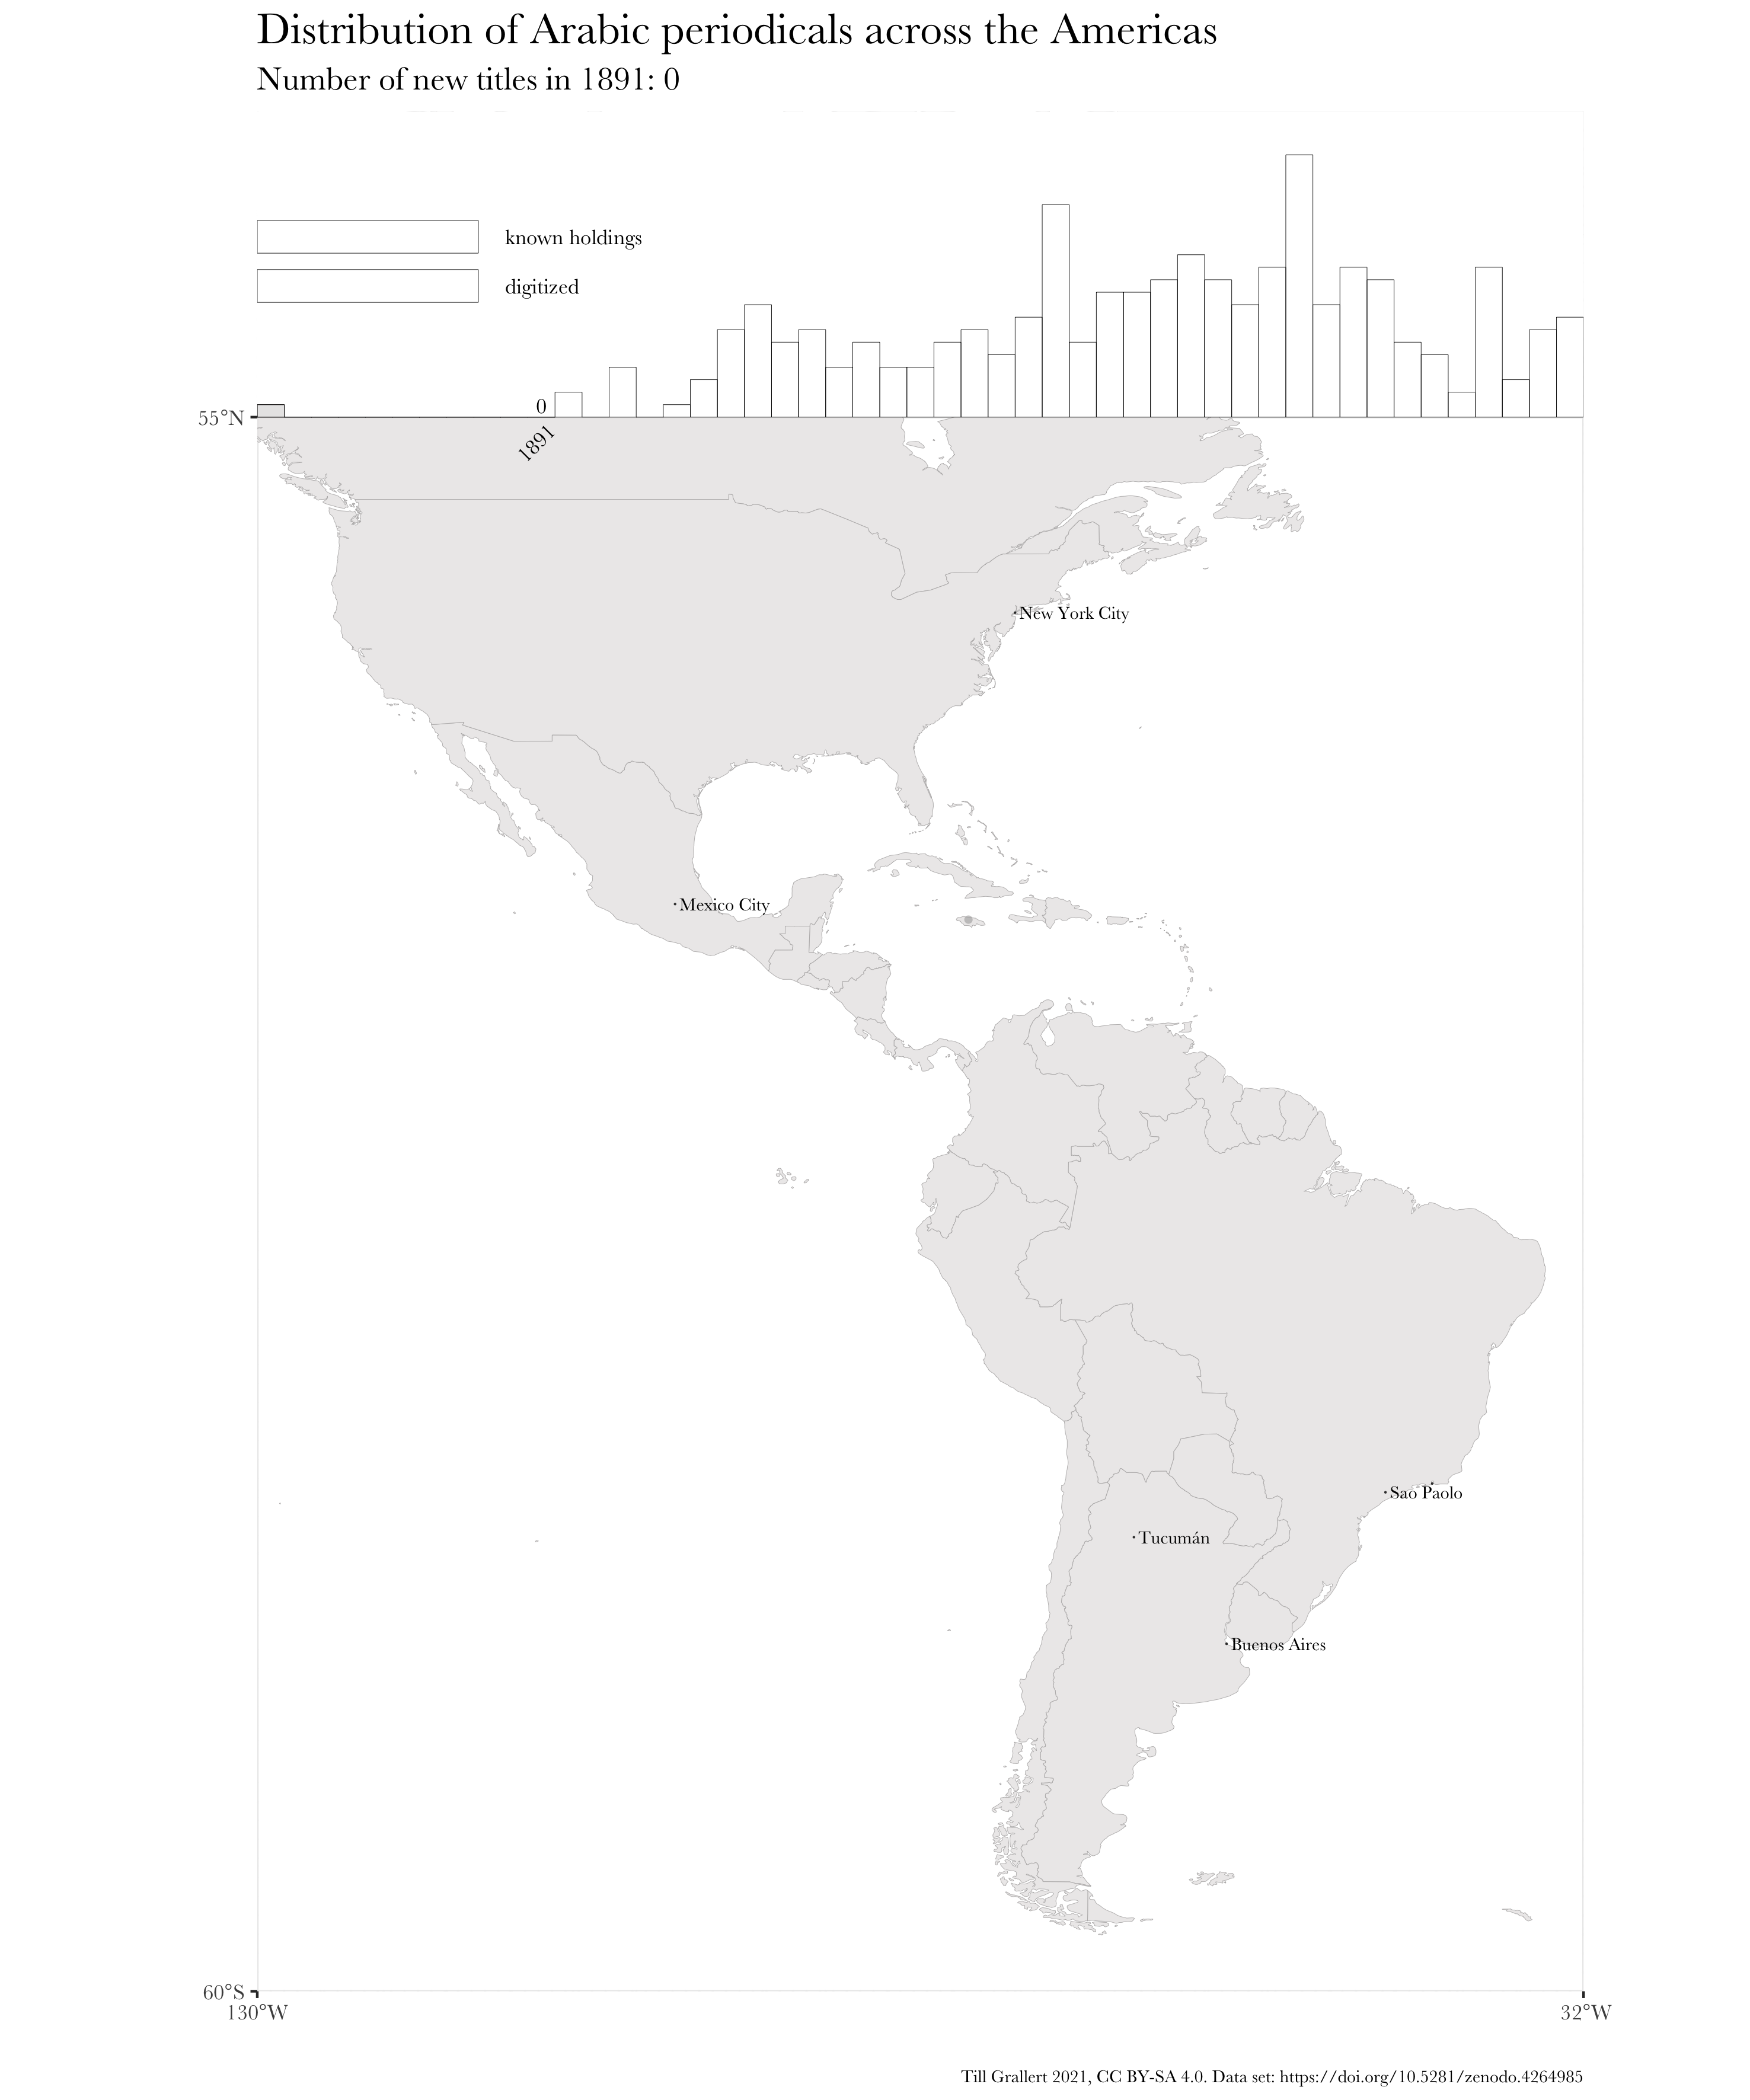 Distribution of Arabic periodicals across the Americas
Number of new titles in 1891: 0
known holdings
digitized
0
55°N
1891
New York City
Mexico City
Sao Paolo
Tucumán
Buenos Aires
60°S
130°W
32°W
Till Grallert 2021, CC BY-SA 4.0. Data set: https://doi.org/10.5281/zenodo.4264985